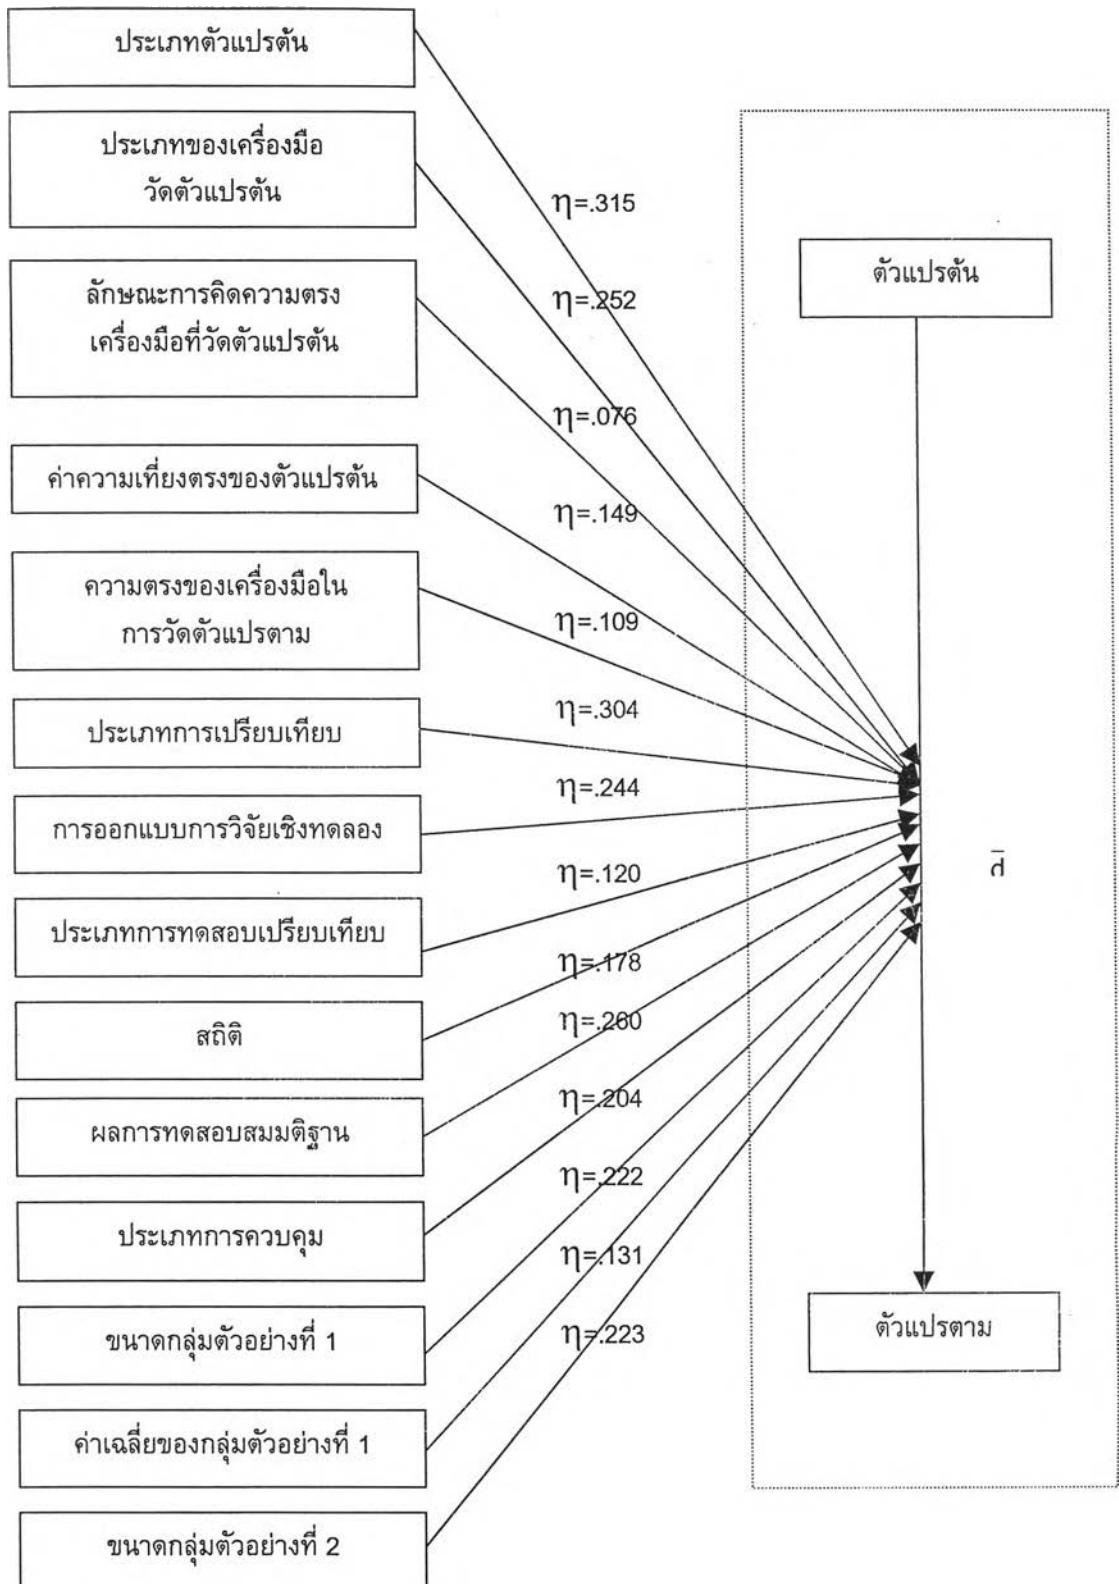 ประเภทตัวแปรต้น
ประเภทของเครื่องมือ
วัดตัวแปรต้น
η=.315
ตัวแปรต้น
ลักษณะการคิดความตรง
เครื่องมือที่วัดตัวแปรต้น
η=.252
η=.076
ค่าความเที่ยงตรงของตัวแปรต้น
η=.149
ความตรงของเครื่องมือใน
การวัดตัวแปรตาม
η=.109
ประเภทการเปรียบเทียบ
η=.304
η=.244
การออกแบบการวิจัยเชิงทดลอง
d̄
η=.120
ประเภทการทดสอบเปรียบเทียบ
η=.178
สถิติ
η=.260
ผลการทดสอบสมมติฐาน
η=.204
η=.222
ประเภทการควบคุม
η=.131
ขนาดกลุ่มตัวอย่างที่ 1
η=.223
ตัวแปรตาม
ค่าเฉลี่ยของกลุ่มตัวอย่างที่ 1
ขนาดกลุ่มตัวอย่างที่ 2